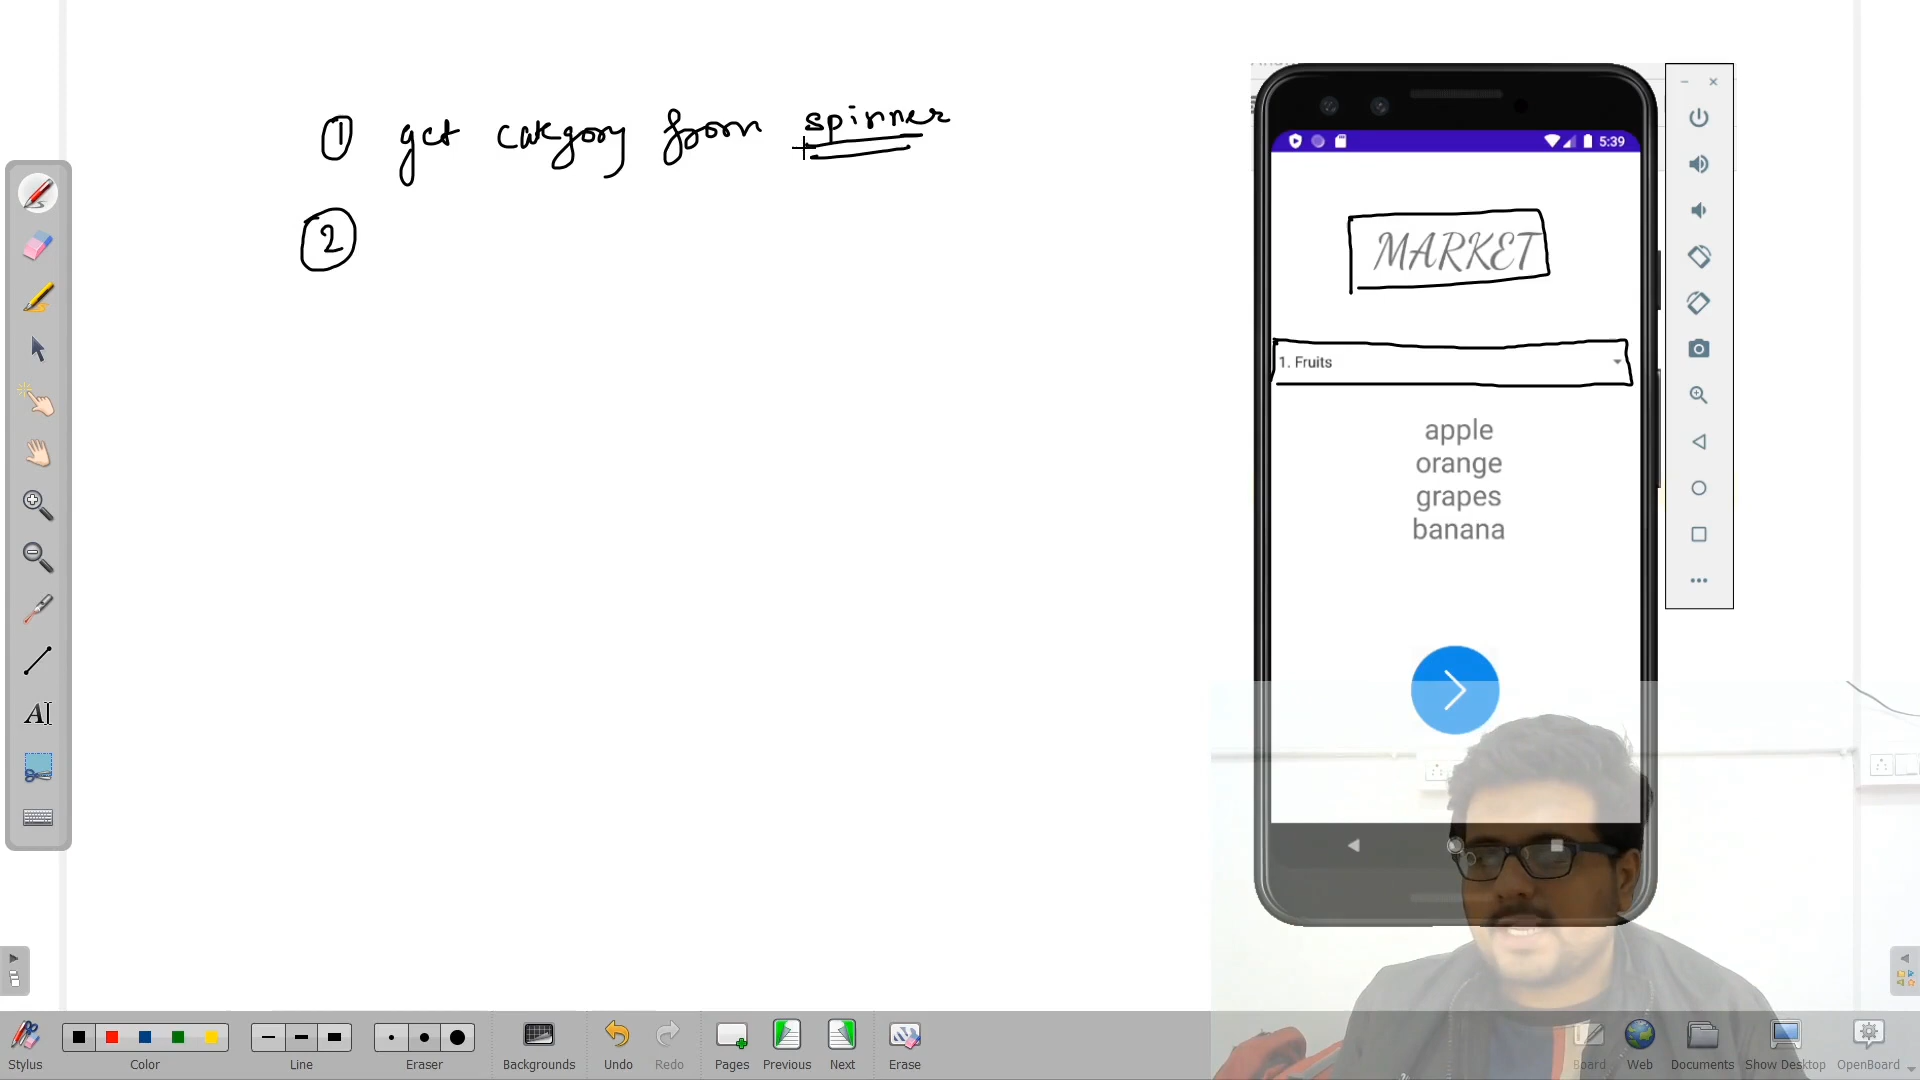 ① get category from spinner
②
5:39
MARKET
1. Fruits
apple
orange
grapes
banana
Stylus
Color
Line
Eraser
Backgrounds
Undo
Redo
Pages
Previous
Next
Erase
Board
Web
Documents
Show Desktop
OpenBoard